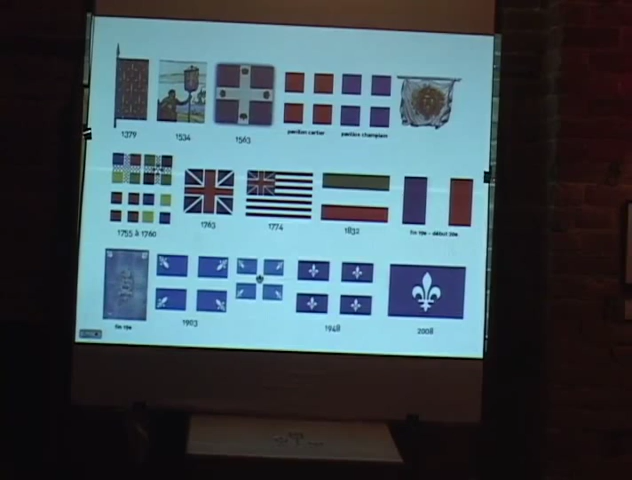 1379
1534
1563
pavillon cartier
pavillon champlain
1755 à 1760
1763
1774
1832
fin 19e - début 20e
fin 19e
1903
1948
2008